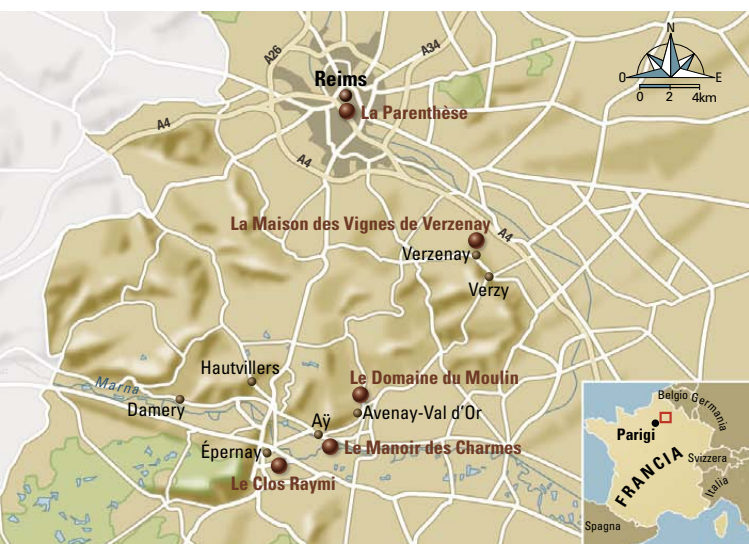 A26
A34
N
Reims
O
E
0 2 4km
La Parenthèse
A4
A4
La Maison des Vignes de Verzenay
A4
Verzenay
Verzy
Hautvillers
Marna
Le Domaine du Moulin
Damery
Avenay-Val d'Or
Aÿ
Épernay
Le Manoir des Charmes
Le Clos Raymi
Belgio
Germania
Parigi
FRANCIA
Svizzera
Italia
Spagna